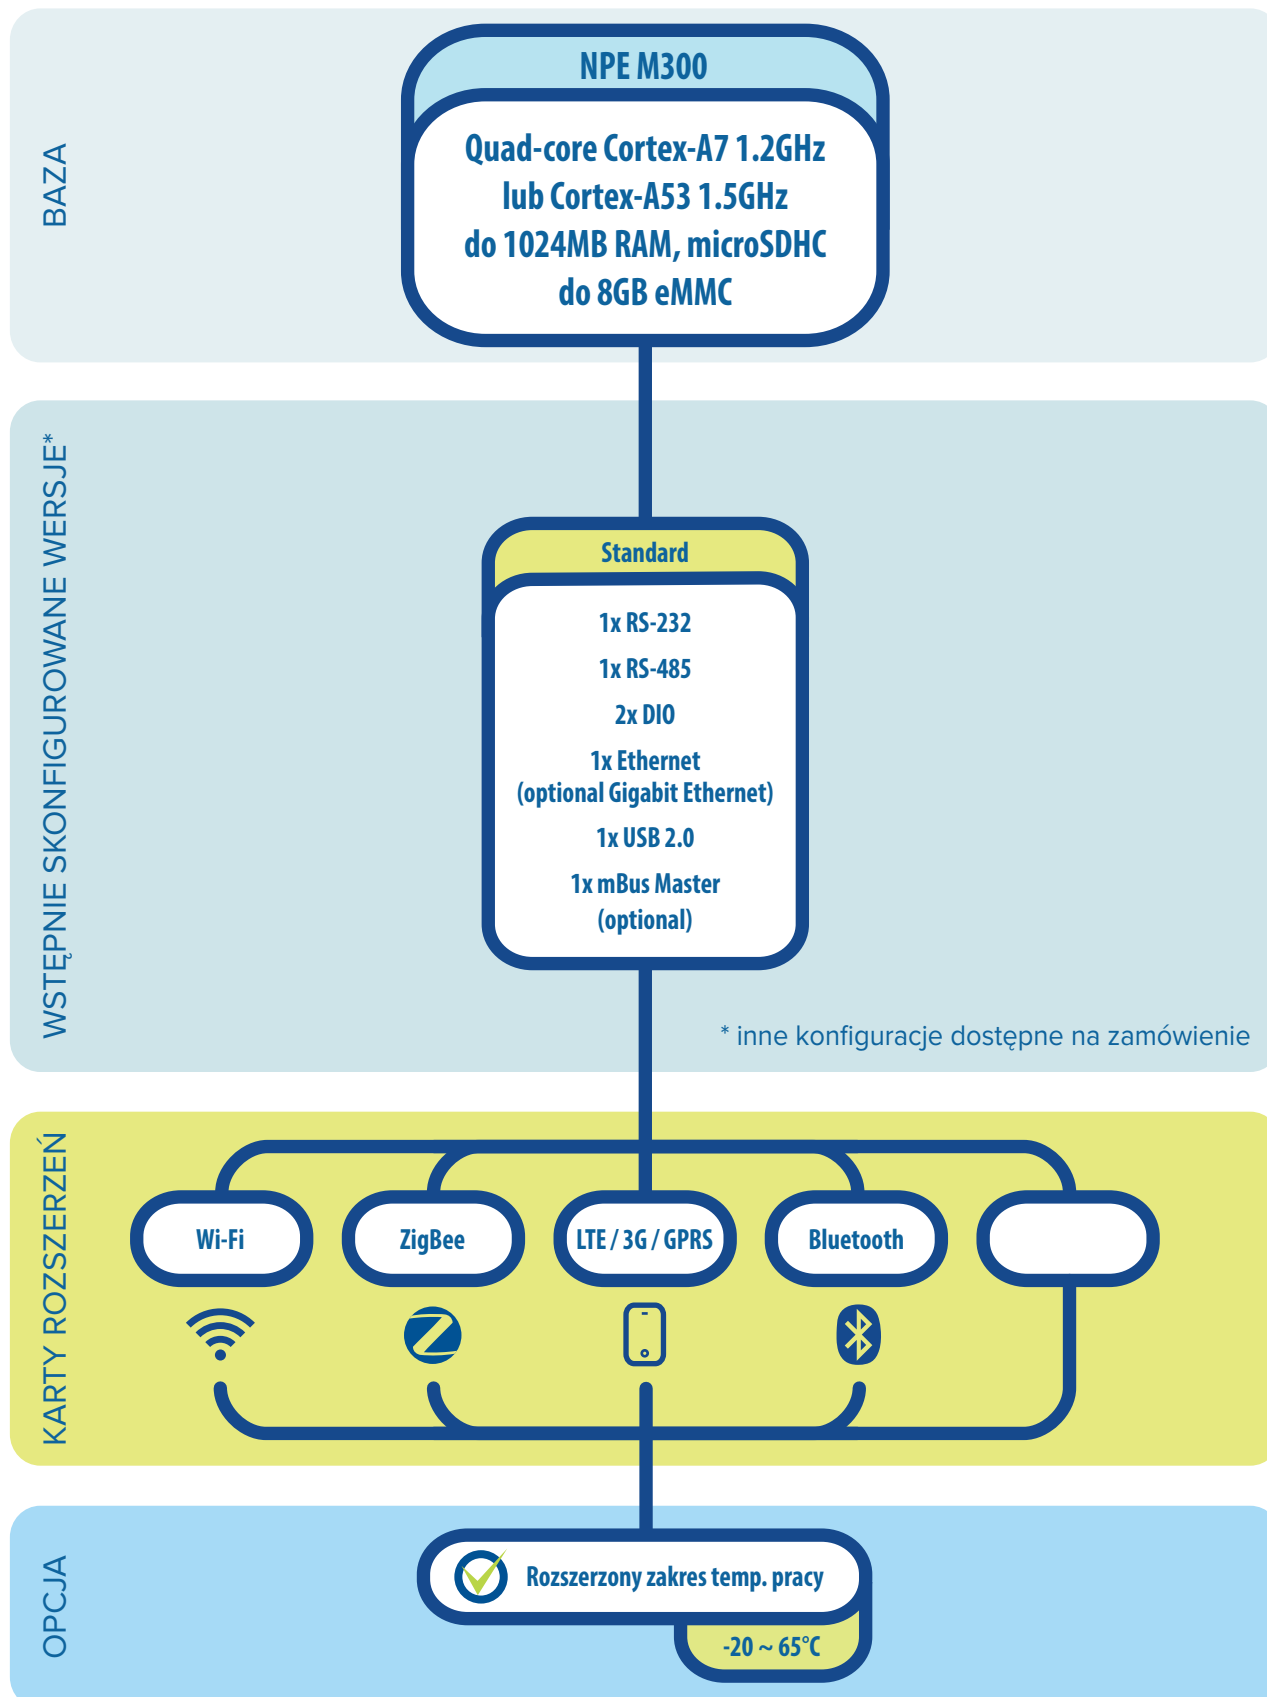 BAZA
NPE M300
Quad-core Cortex-A7 1.2GHz
lub Cortex-A53 1.5GHz
do 1024MB RAM, microSDHC
do 8GB eMMC
WSTĘPNIE SKONFIGUROWANE WERSJE*
Standard
1x RS-232
1x RS-485
2x DIO
1x Ethernet
(optional Gigabit Ethernet)
1x USB 2.0
1x mBus Master
(optional)
* inne konfiguracje dostępne na zamówienie
KARTY ROZSZERZEŃ
Wi-Fi
ZigBee
LTE / 3G / GPRS
Bluetooth
OPCJA
Rozszerzony zakres temp. pracy
-20 ~ 65°C